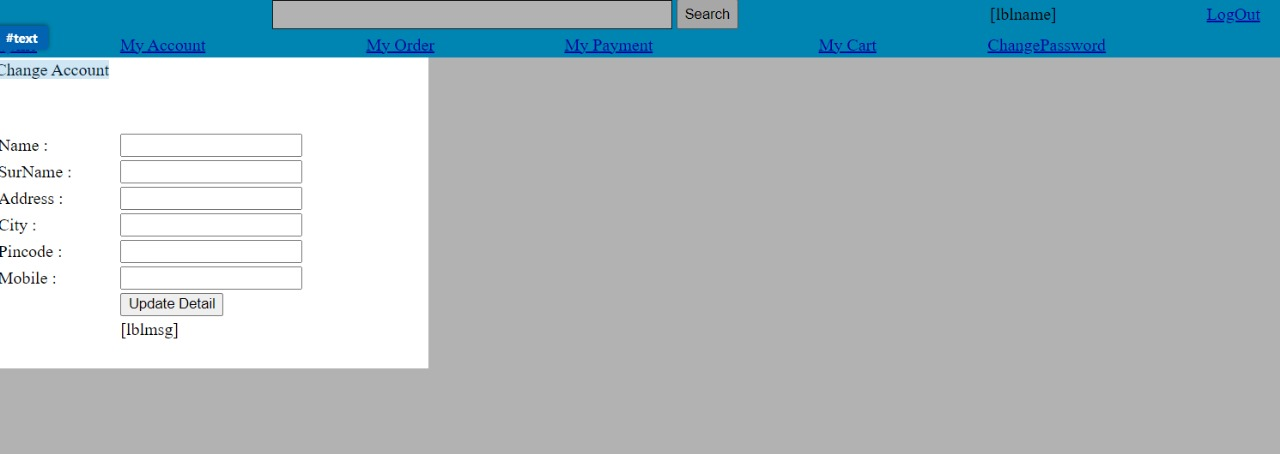 Search [lblname] LogOut
#text
My Account My Order My Payment My Cart ChangePassword
Change Account
Name :
SurName :
Address :
City :
Pincode :
Mobile :
Update Detail
[lblmsg]